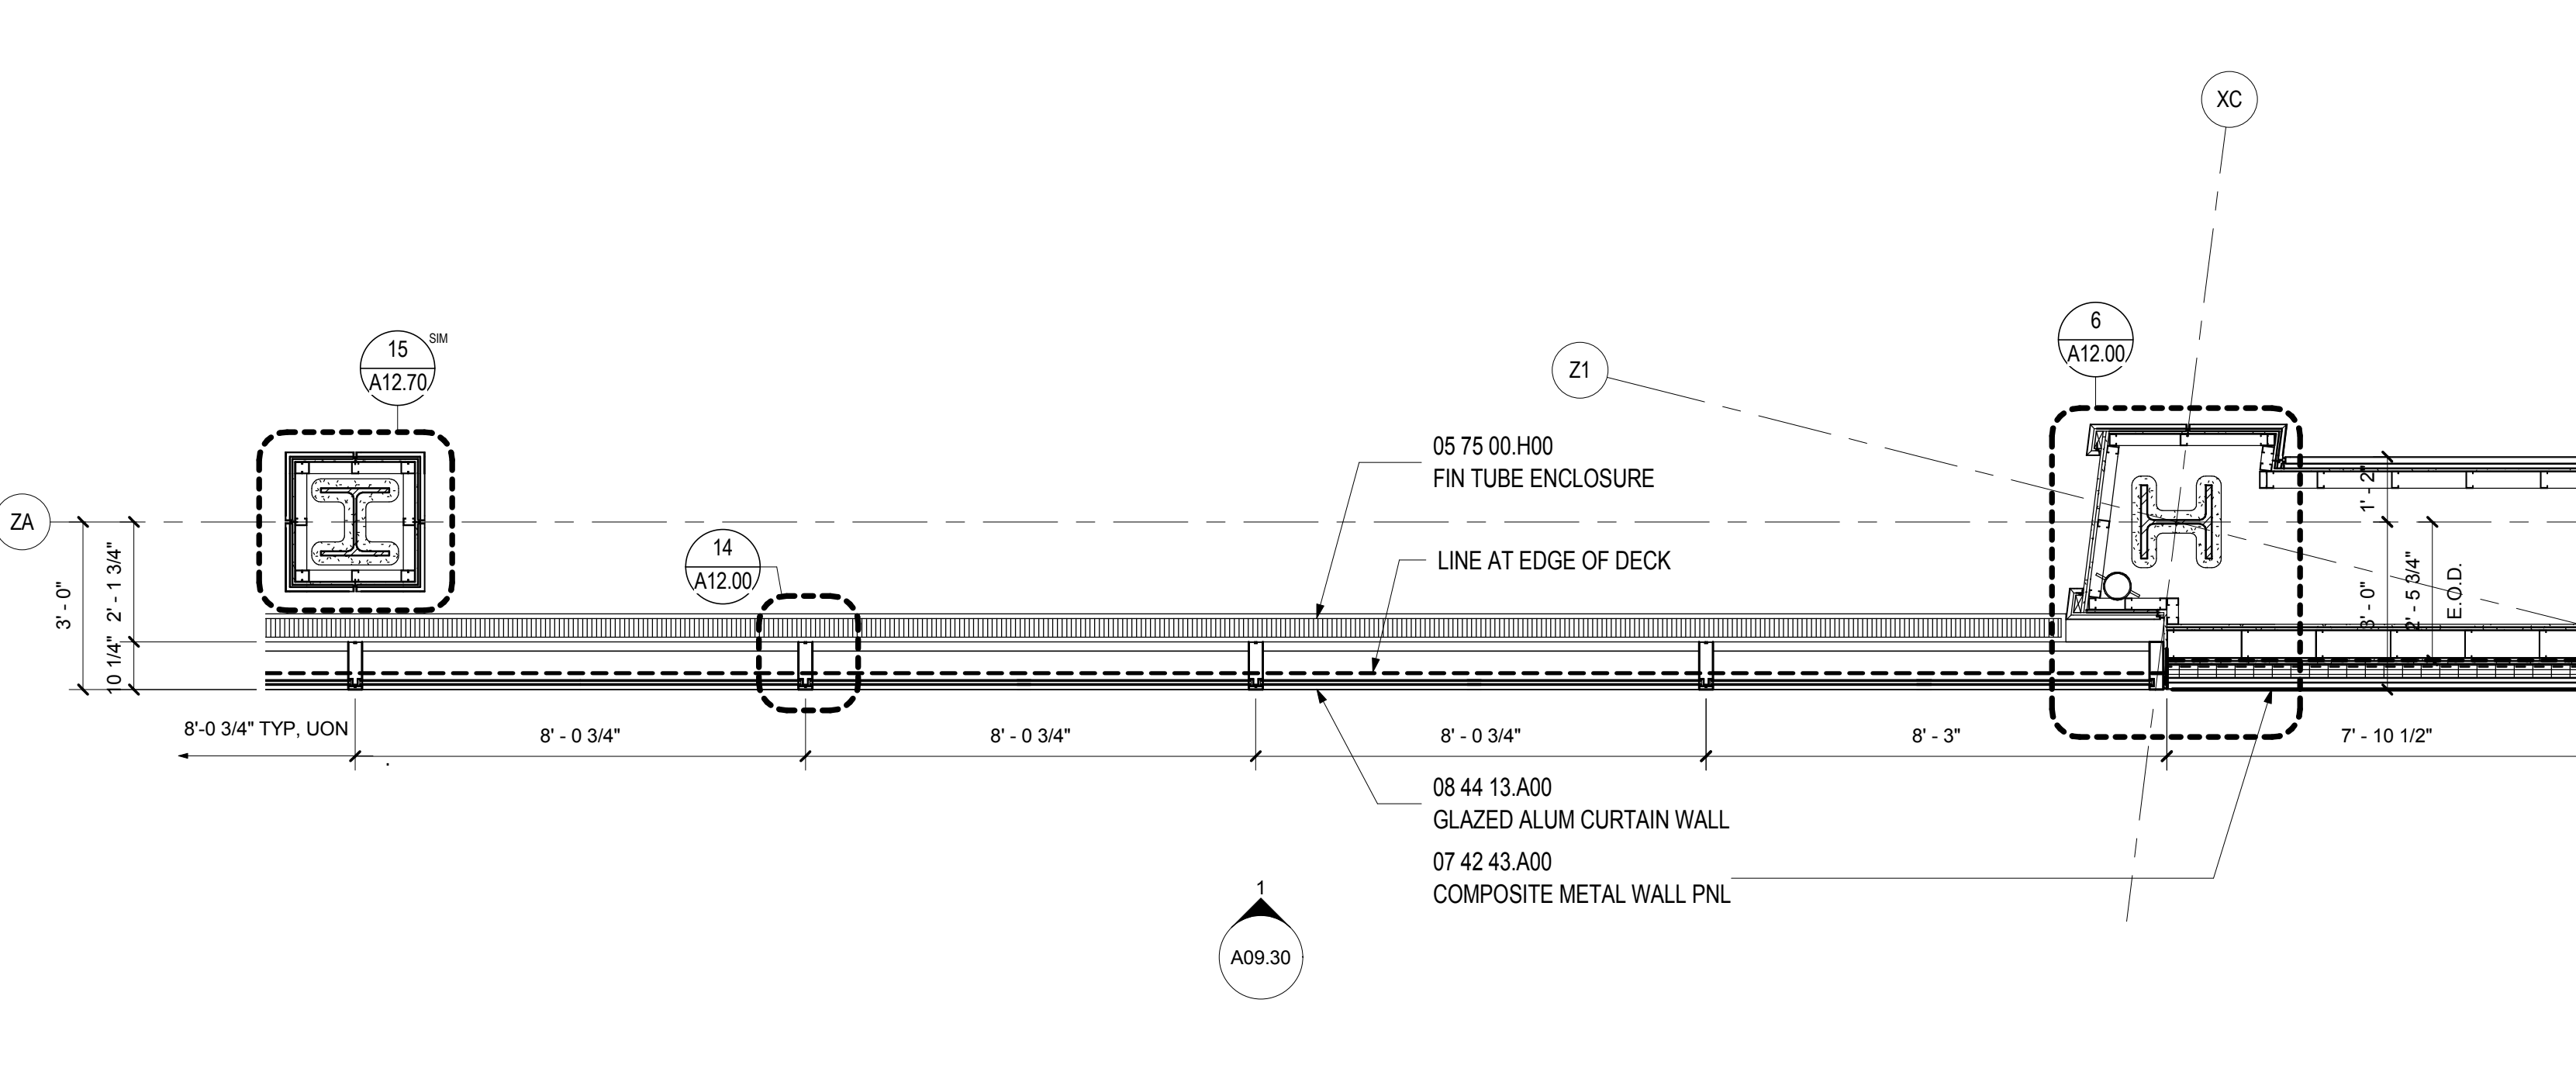 XC
15
SIM
A12.70
6
A12.00
Z1
05 75 00.H00
FIN TUBE ENCLOSURE
ZA
14
A12.00
LINE AT EDGE OF DECK
3' - 0"
2' - 1 3/4"
10 1/4"
1' - 2"
3' - 0"
2' - 5 3/4"
E.O.D.
8'-0 3/4" TYP, UON
8' - 0 3/4"
8' - 0 3/4"
8' - 0 3/4"
8' - 3"
7' - 10 1/2"
08 44 13.A00
GLAZED ALUM CURTAIN WALL
07 42 43.A00
COMPOSITE METAL WALL PNL
1
A09.30